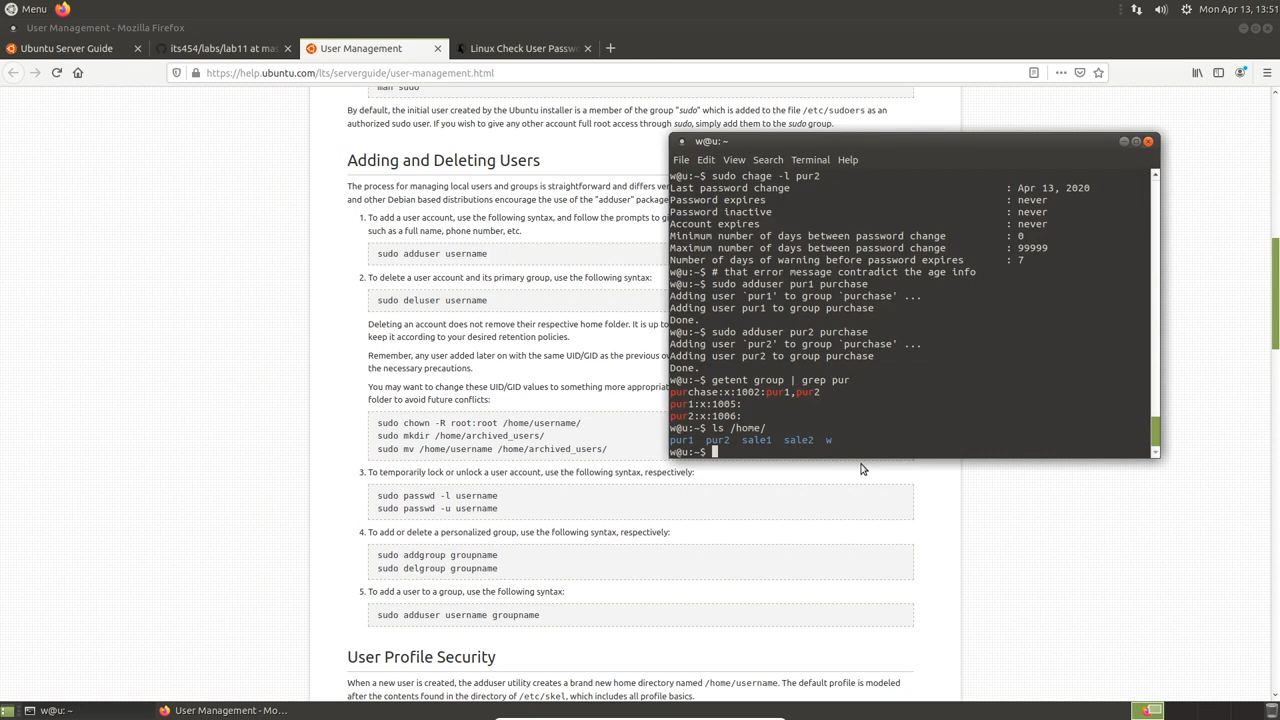 Menu
Mon Apr 13, 13:51
User Management - Mozilla Firefox
Ubuntu Server Guide
its454/labs/lab11 at mas
User Management
Linux Check User Passwo
https://help.ubuntu.com/lts/serverguide/user-management.html
man sudo
By default, the initial user created by the Ubuntu installer is a member of the group "sudo" which is added to the file /etc/sudoers as an
authorized sudo user. If you wish to give any other account full root access through sudo, simply add them to the sudo group.
Adding and Deleting Users
The process for managing local users and groups is straightforward and differs ver
and other Debian based distributions encourage the use of the "adduser" package
1. To add a user account, use the following syntax, and follow the prompts to gi
such as a full name, phone number, etc.
sudo adduser username
2. To delete a user account and its primary group, use the following syntax:
sudo deluser username
Deleting an account does not remove their respective home folder. It is up to
keep it according to your desired retention policies.
Remember, any user added later on with the same UID/GID as the previous ow
the necessary precautions.
You may want to change these UID/GID values to something more appropriat
folder to avoid future conflicts:
sudo chown -R root:root /home/username/
sudo mkdir /home/archived_users/
sudo mv /home/username /home/archived_users/
3. To temporarily lock or unlock a user account, use the following syntax, respectively:
sudo passwd -l username
sudo passwd -u username
4. To add or delete a personalized group, use the following syntax, respectively:
sudo addgroup groupname
sudo delgroup groupname
5. To add a user to a group, use the following syntax:
sudo adduser username groupname
User Profile Security
When a new user is created, the adduser utility creates a brand new home directory named /home/username. The default profile is modeled
after the contents found in the directory of /etc/skel, which includes all profile basics.
w@u: ~
File Edit View Search Terminal Help
w@u:~$ sudo chage -l pur2
Last password change : Apr 13, 2020
Password expires : never
Password inactive : never
Account expires : never
Minimum number of days between password change : 0
Maximum number of days between password change : 99999
Number of days of warning before password expires : 7
w@u:~$ # that error message contradict the age info
w@u:~$ sudo adduser pur1 purchase
Adding user `pur1' to group `purchase' ...
Adding user pur1 to group purchase
Done.
w@u:~$ sudo adduser pur2 purchase
Adding user `pur2' to group `purchase' ...
Adding user pur2 to group purchase
Done.
w@u:~$ getent group | grep pur
purchase:x:1002:pur1,pur2
pur1:x:1005:
pur2:x:1006:
w@u:~$ ls /home/
pur1 pur2 sale1 sale2 w
w@u:~$
w@u: ~
User Management - Mo...